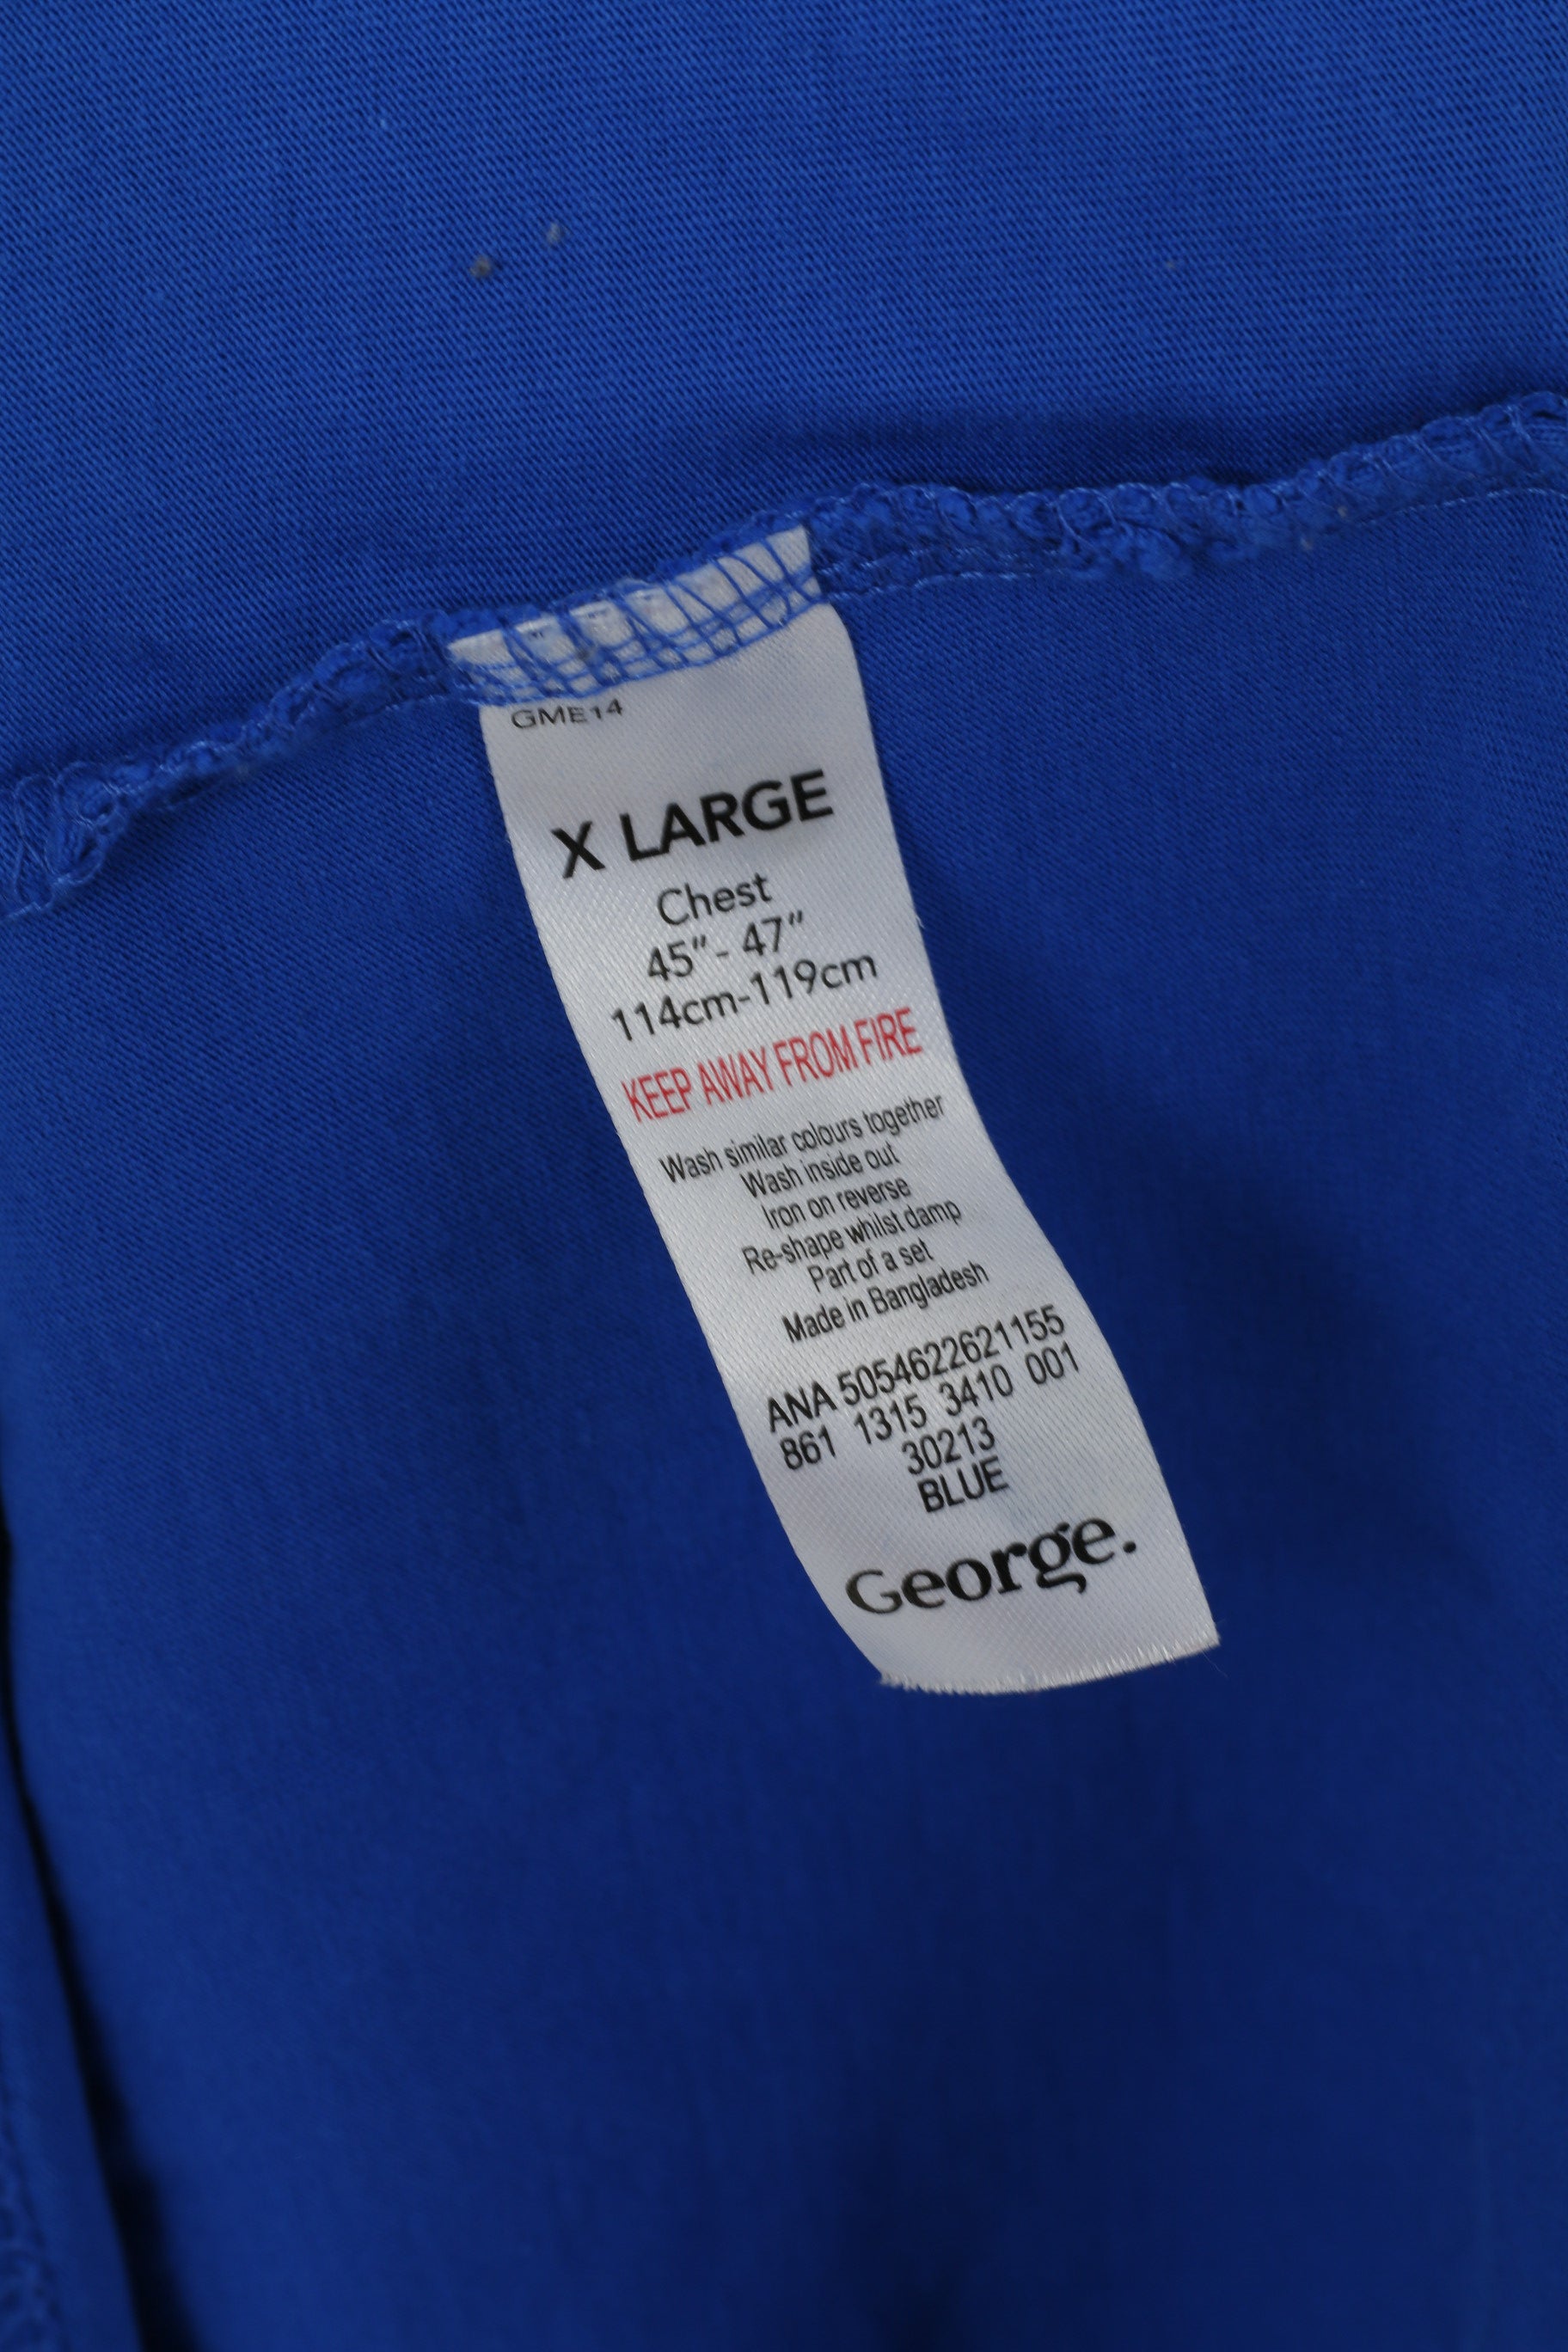 GME14
X LARGE
Chest
45"- 47"
114cm-119cm
KEEP AWAY FROM FIRE
Wash similar colours together
Wash inside out
Iron on reverse
Re-shape whilst damp
Part of a set
Made in Bangladesh
ANA 5054622621155
861 1315 3410 001
30213
BLUE
George.